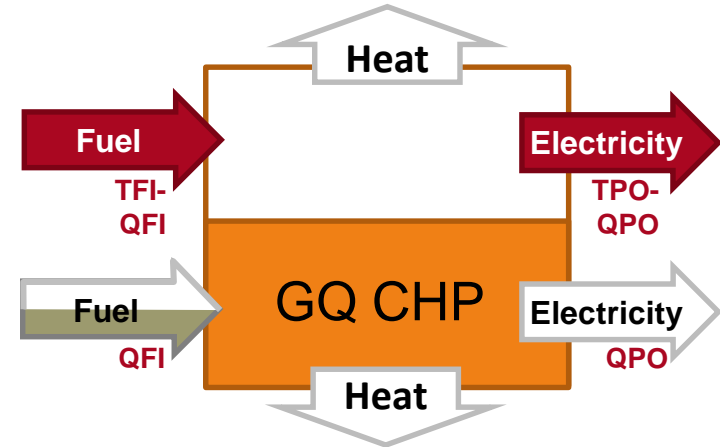 Heat
Fuel
Electricity
TFI-
QFI
TPO-
QPO
GQ CHP
Fuel
Electricity
QFI
QPO
Heat